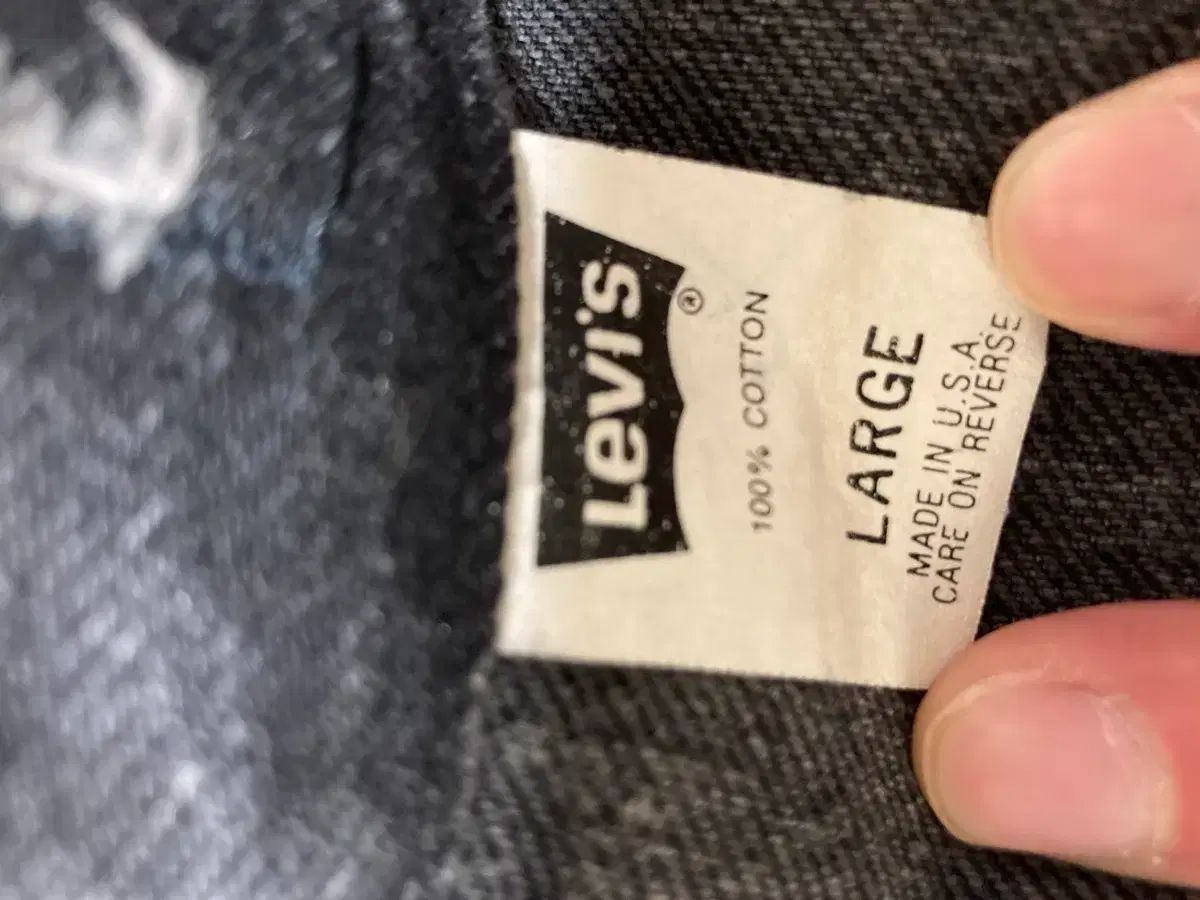 Levi's®
100% COTTON
LARGE
MADE IN U.S.A.
CARE ON REVERSE